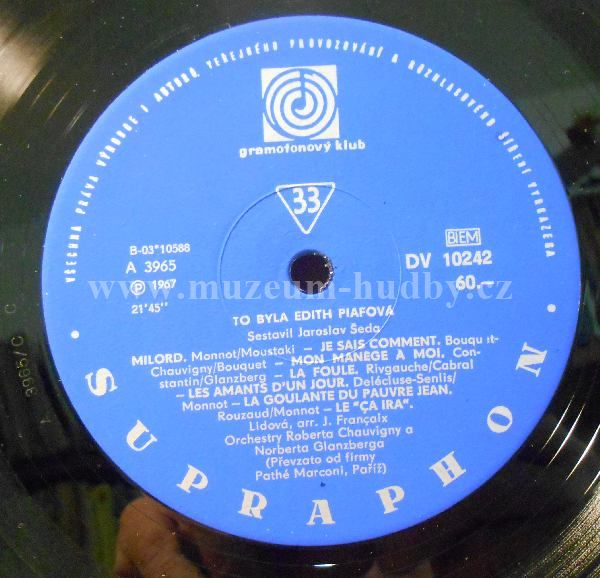 VŠECHNA PRÁVA VÝROBCE I AUTORŮ, VEŘEJNÉHO PROVOZOVÁNÍ A ROZHLASOVÉHO ŠÍŘENÍ VYHRAZENA
gramofonový klub
33
B-03*10588
A 3965
Ⓟ 1967
21'45''
BIEM
DV 10242
60,–
www.muzeum-hudby.cz
TO BYLA EDITH PIAFOVÁ
Sestavil Jaroslav Šeda
MILORD. Monnot/Moustaki – JE SAIS COMMENT. Bouquet-
Chauvigny/Bouquet – MON MANÈGE À MOI. Con-
stantin/Glanzberg – LA FOULE. Rivgauche/Cabral
– LES AMANTS D'UN JOUR. Delécluse-Senlis/
Monnot – LA GOULANTE DU PAUVRE JEAN.
Rouzaud/Monnot – LE "ÇA IRA".
Lidová, arr. J. Françaix
Orchestry Roberta Chauvigny a
Norberta Glanzberga
(Převzato od firmy
Pathé Marconi, Paříž)
SUPRAPHON
3965/C C